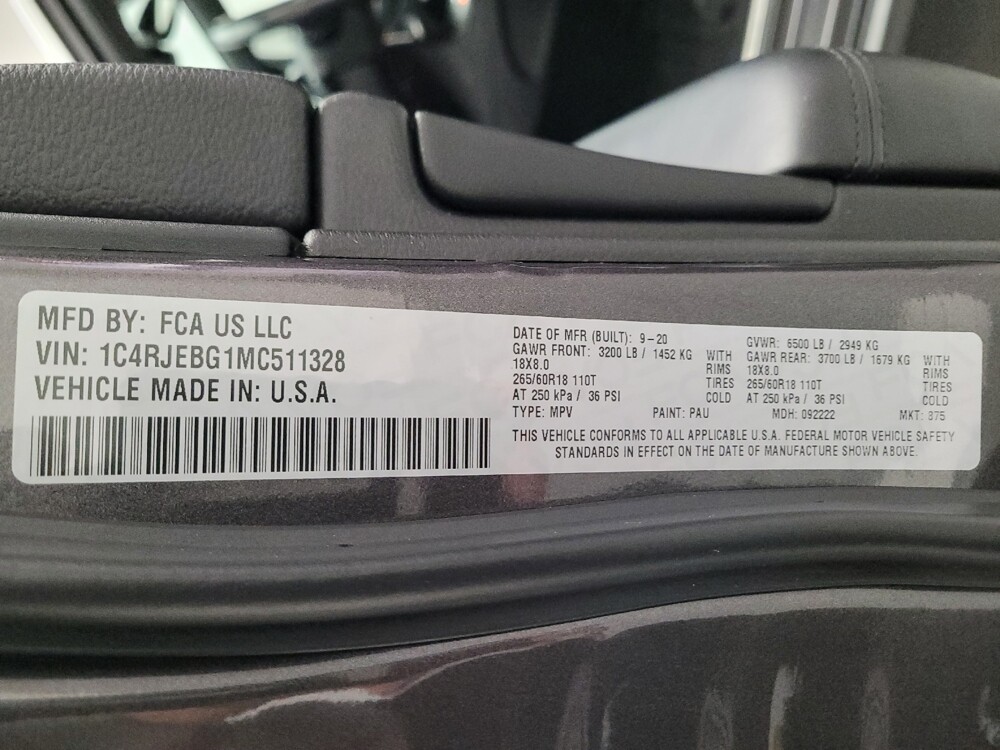 MFD BY: FCA US LLC
VIN: 1C4RJEBG1MC511328
VEHICLE MADE IN: U.S.A.
DATE OF MFR (BUILT): 9-20
GAWR FRONT: 3200 LB / 1452 KG WITH
18X8.0 RIMS
265/60R18 110T TIRES
AT 250 kPa / 36 PSI COLD
TYPE: MPV PAINT: PAU MDH: 092222 MKT: 875
GVWR: 6500 LB / 2949 KG
GAWR REAR: 3700 LB / 1679 KG WITH
18X8.0 RIMS
265/60R18 110T TIRES
AT 250 kPa / 36 PSI COLD
THIS VEHICLE CONFORMS TO ALL APPLICABLE U.S.A. FEDERAL MOTOR VEHICLE SAFETY
STANDARDS IN EFFECT ON THE DATE OF MANUFACTURE SHOWN ABOVE.